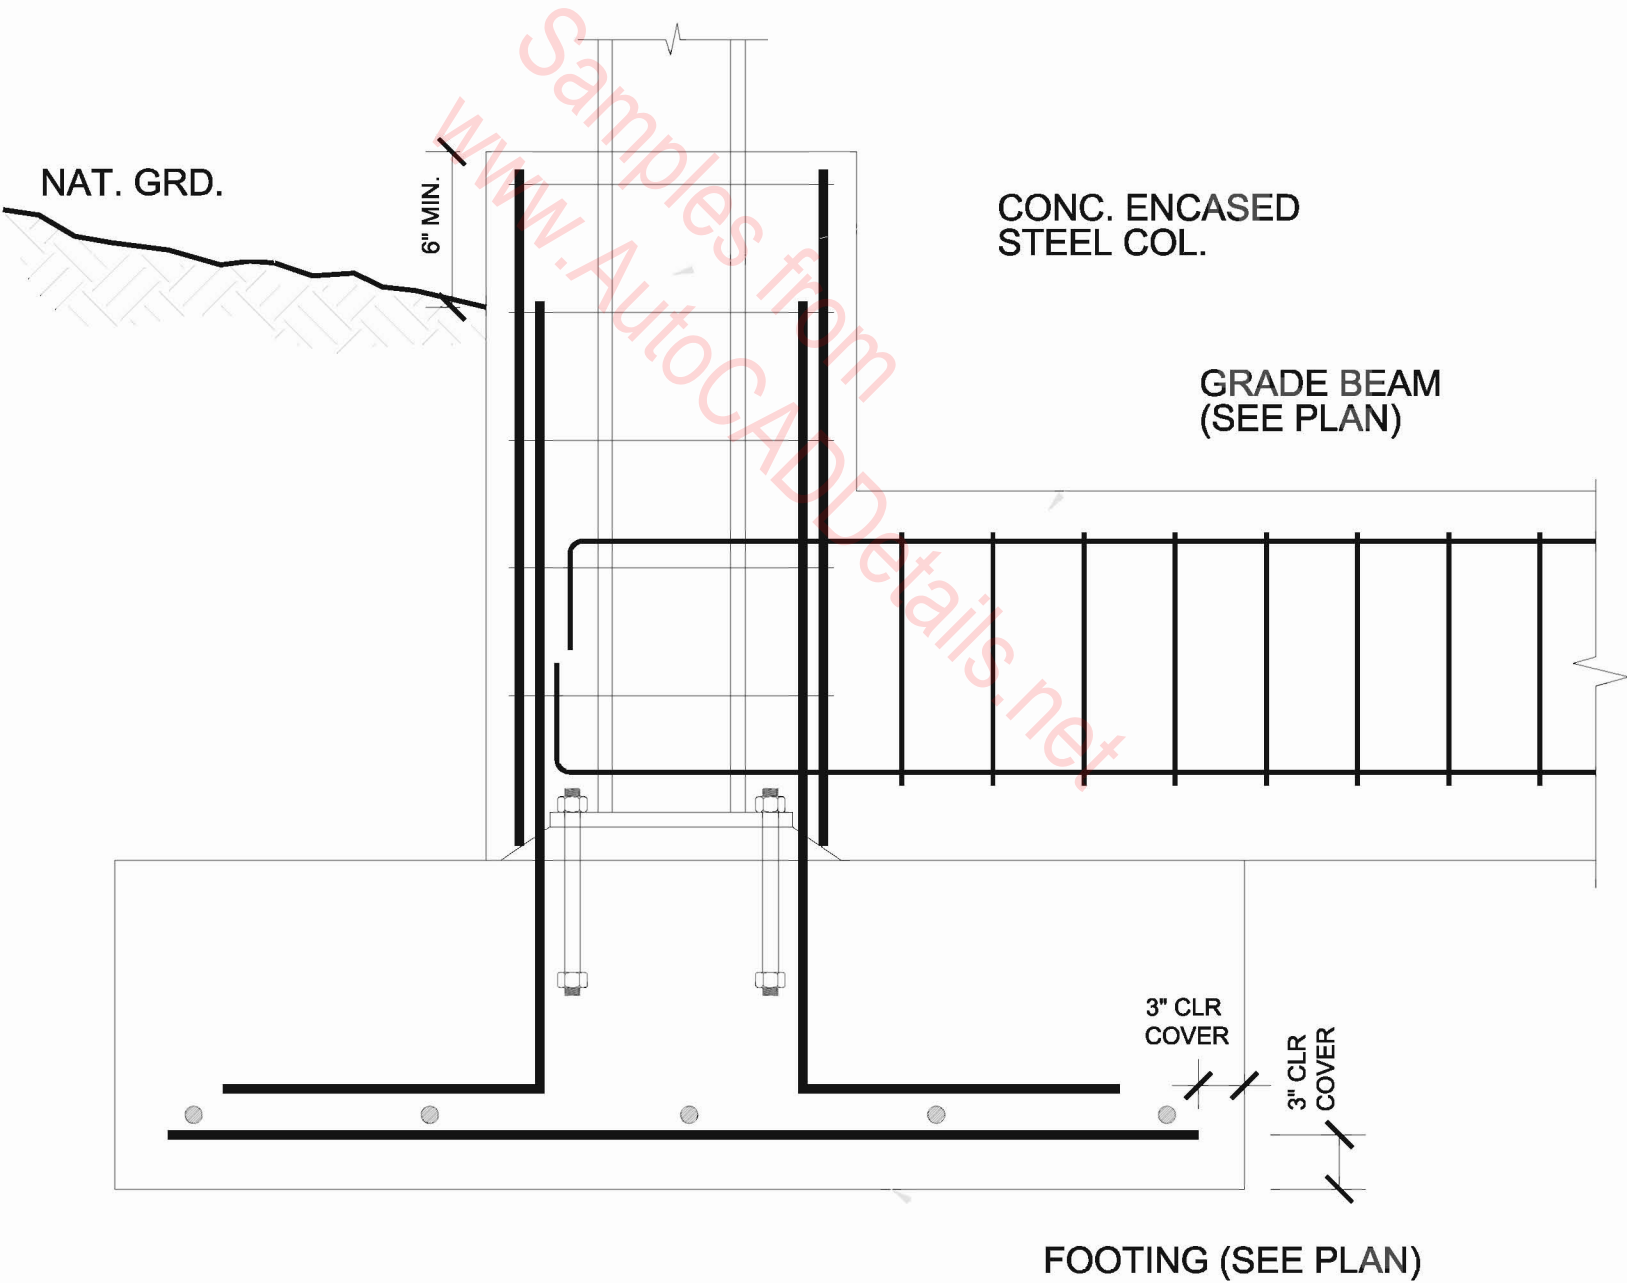 Samples from
www.AutoCADDetails.net
NAT. GRD.
6" MIN.
CONC. ENCASED
STEEL COL.
GRADE BEAM
(SEE PLAN)
3" CLR
COVER
3" CLR
COVER
FOOTING (SEE PLAN)